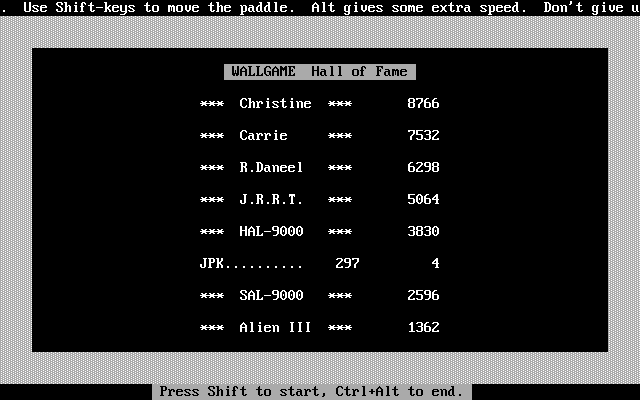 . Use Shift-keys to move the paddle. Alt gives some extra speed. Don't give u
WALLGAME Hall of Fame
*** Christine *** 8766
*** Carrie *** 7532
*** R.Daneel *** 6298
*** J.R.R.T. *** 5064
*** HAL-9000 *** 3830
JPK.......... 297 4
*** SAL-9000 *** 2596
*** Alien III *** 1362
Press Shift to start, Ctrl+Alt to end.